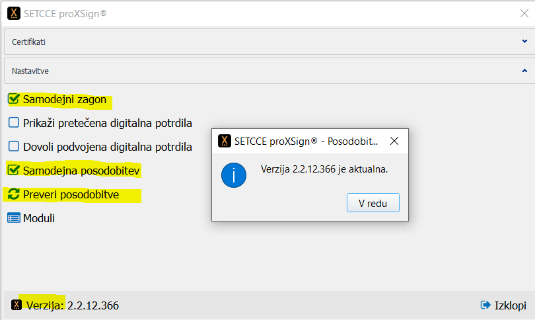 SETCCE proXSign®
Certifikati
Nastavitve
Samodejni zagon
Prikaži pretečena digitalna potrdila
Dovoli podvojena digitalna potrdila
Samodejna posodobitev
Preveri posodobitve
Moduli
SETCCE proXSign® - Posodobit...
Verzija 2.2.12.366 je aktualna.
V redu
Verzija: 2.2.12.366
Izklopi